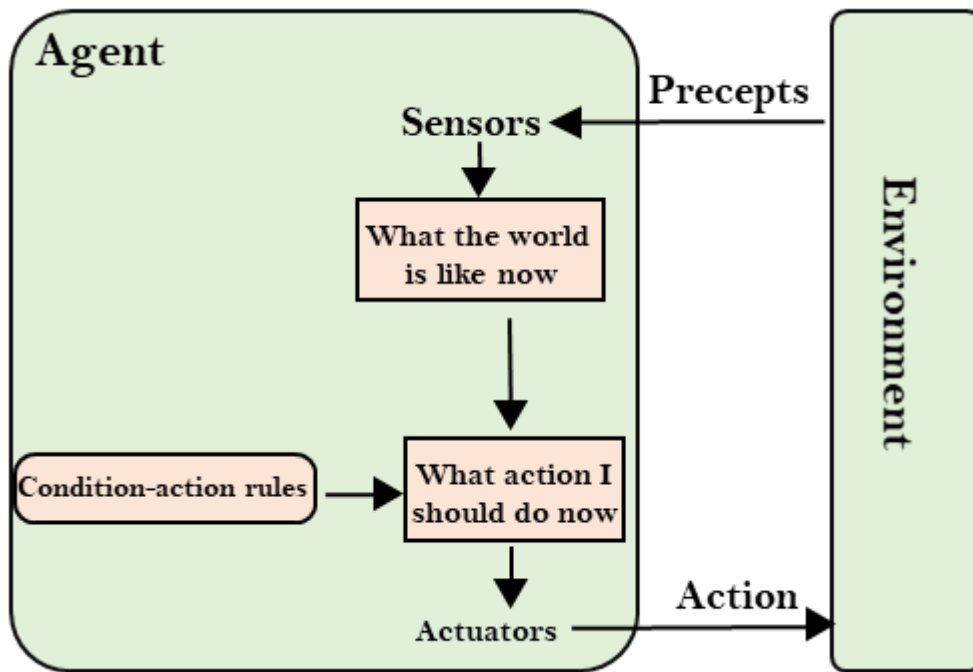 Agent
Precepts
Sensors
What the world
is like now
Environment
Condition-action rules
What action I
should do now
Action
Actuators